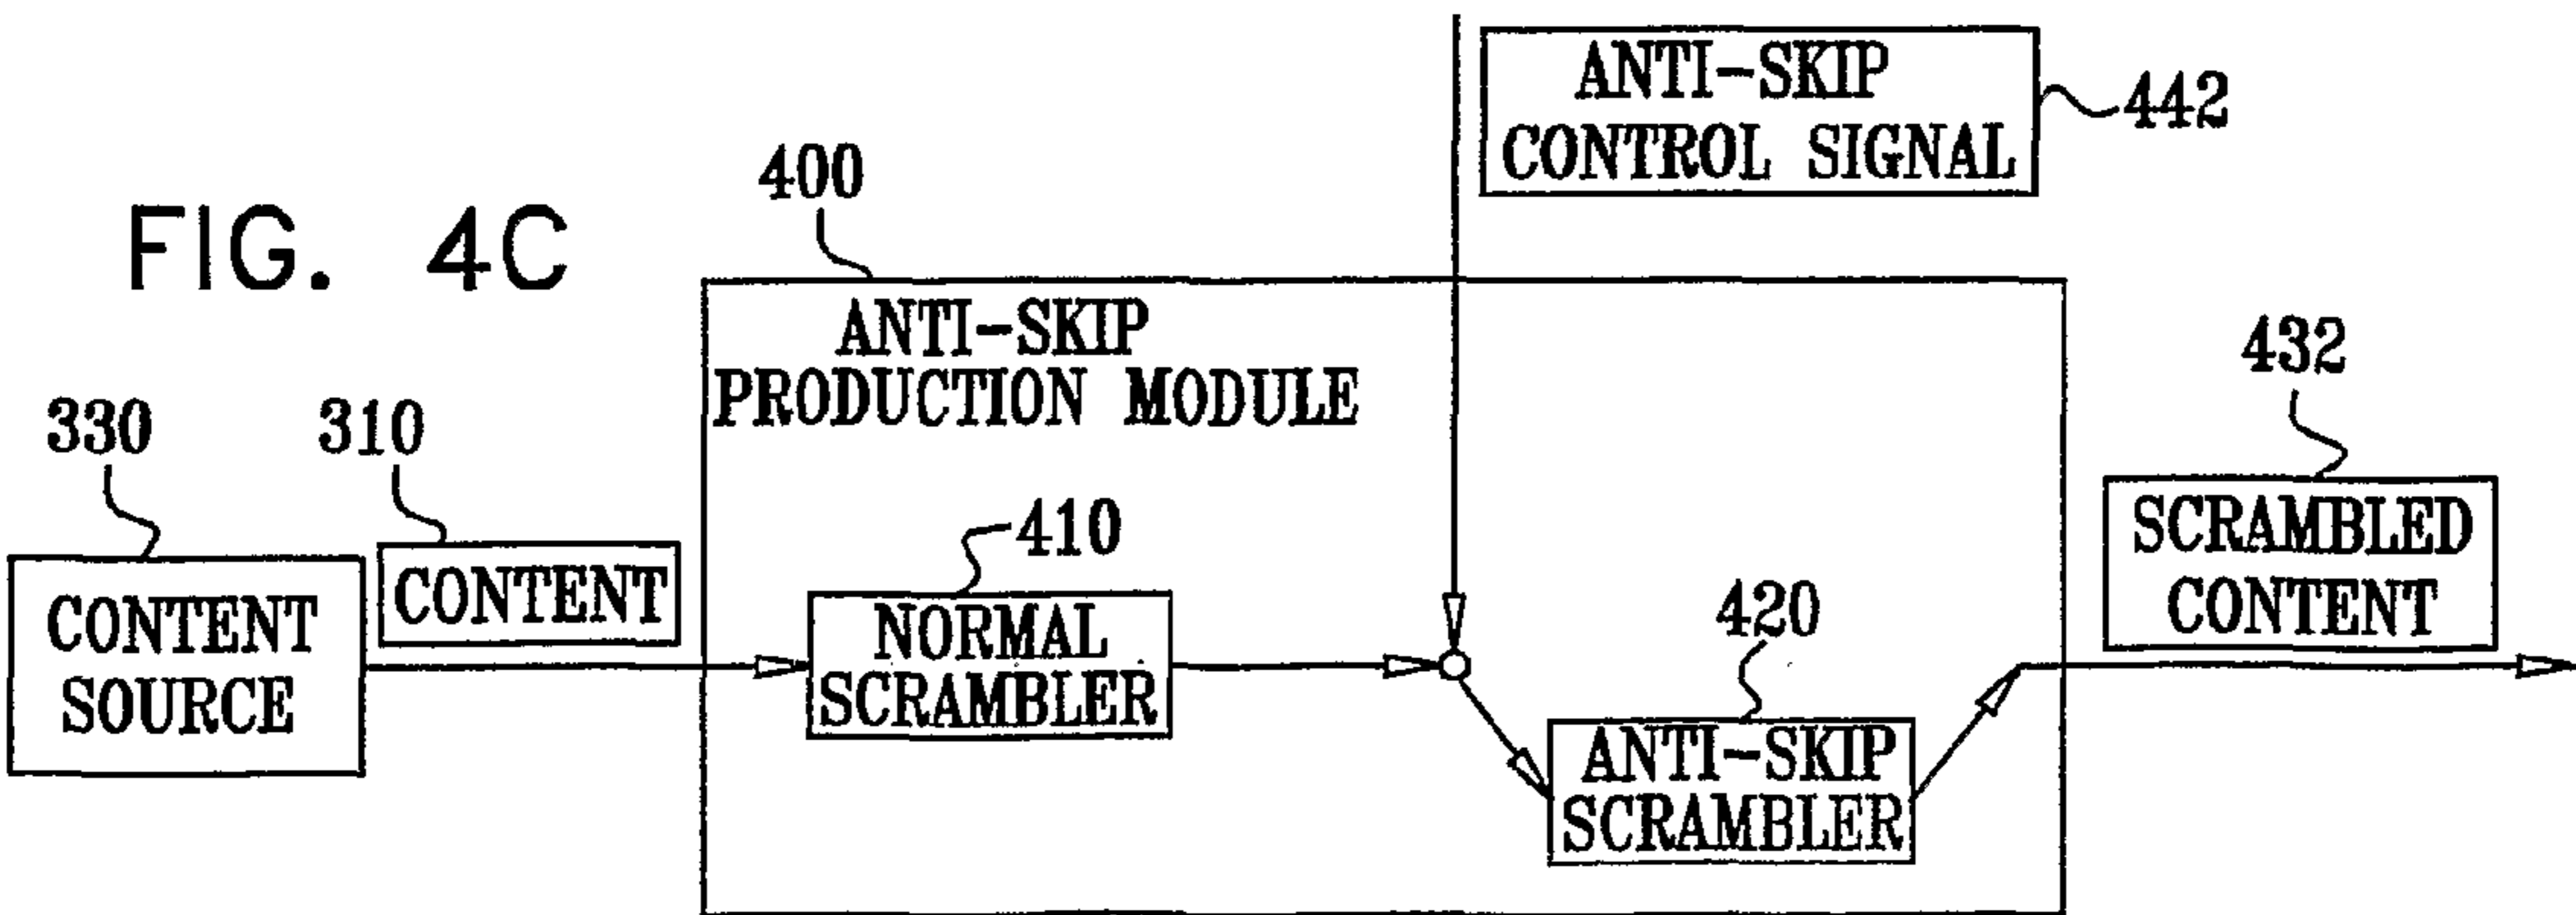 FIG. 4C
ANTI-SKIP
CONTROL SIGNAL
442
400
ANTI-SKIP
PRODUCTION MODULE
432
SCRAMBLED
CONTENT
330
310
CONTENT
CONTENT
SOURCE
410
NORMAL
SCRAMBLER
420
ANTI-SKIP
SCRAMBLER